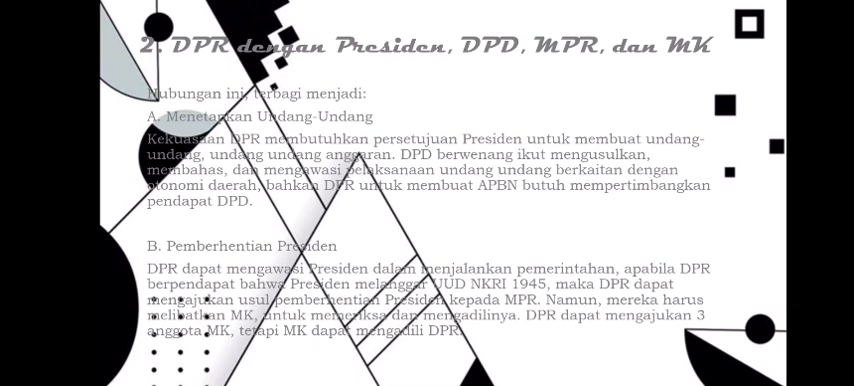 2. DPR dengan Presiden, DPD, MPR, dan MK
Hubungan ini, terbagi menjadi:
A. Menetapkan Undang-Undang
Kekuasaan DPR membutuhkan persetujuan Presiden untuk membuat undang-
undang, undang undang anggaran. DPD berwenang ikut mengusulkan,
membahas, dan mengawasi pelaksanaan undang undang berkaitan dengan
otonomi daerah, bahkan DPR untuk membuat APBN butuh mempertimbangkan
pendapat DPD.
B. Pemberhentian Presiden
DPR dapat mengawasi Presiden dalam menjalankan pemerintahan, apabila DPR
berpendapat bahwa Presiden melanggar UUD NKRI 1945, maka DPR dapat
mengajukan usul pemberhentian Presiden kepada MPR. Namun, mereka harus
melibatkan MK, untuk memeriksa dan mengadilinya. DPR dapat mengajukan 3
anggota MK, tetapi MK dapat mengadili DPR.